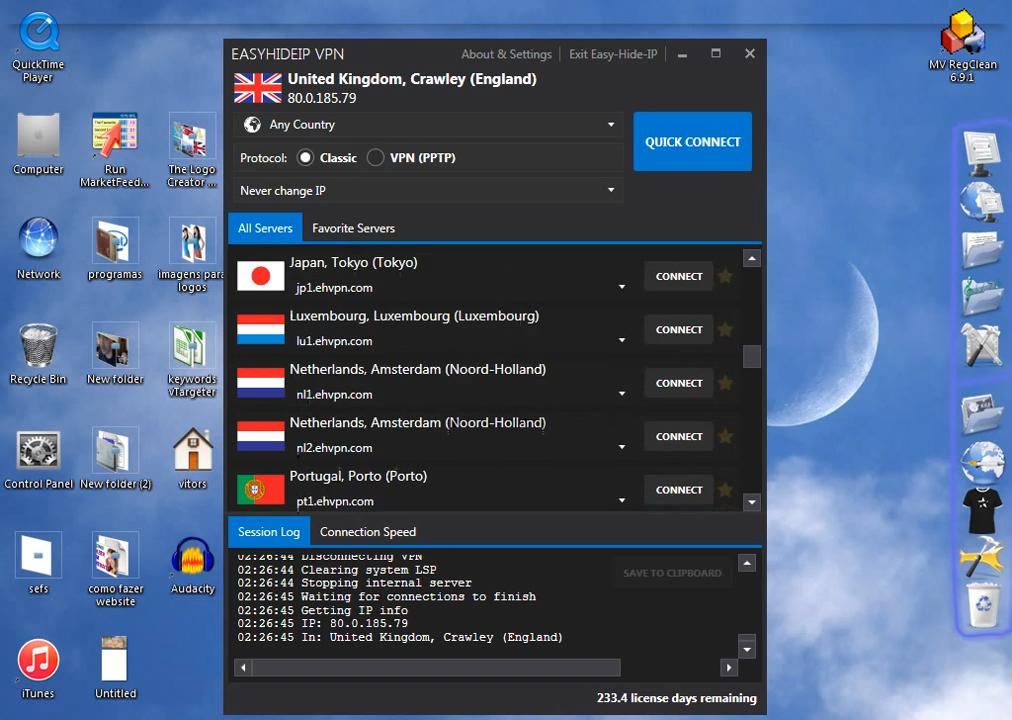 QuickTime
Player
Computer
Run
MarketFeed...
The Logo
Creator ...
Network
programas
imagens para
logos
Recycle Bin
New folder
keywords
vTargeter
Control Panel
New folder (2)
vitors
sefs
como fazer
website
Audacity
iTunes
Untitled
EASYHIDEIP VPN
About & Settings
Exit Easy-Hide-IP
United Kingdom, Crawley (England)
80.0.185.79
Any Country
QUICK CONNECT
Protocol: Classic VPN (PPTP)
Never change IP
All Servers
Favorite Servers
Japan, Tokyo (Tokyo)
jp1.ehvpn.com
CONNECT
Luxembourg, Luxembourg (Luxembourg)
lu1.ehvpn.com
CONNECT
Netherlands, Amsterdam (Noord-Holland)
nl1.ehvpn.com
CONNECT
Netherlands, Amsterdam (Noord-Holland)
nl2.ehvpn.com
CONNECT
Portugal, Porto (Porto)
pt1.ehvpn.com
CONNECT
Session Log
Connection Speed
02:26:44 Disconnecting VPN
02:26:44 Clearing system LSP
02:26:44 Stopping internal server
02:26:45 Waiting for connections to finish
02:26:45 Getting IP info
02:26:45 IP: 80.0.185.79
02:26:45 In: United Kingdom, Crawley (England)
SAVE TO CLIPBOARD
233.4 license days remaining
MV RegClean
6.9.1